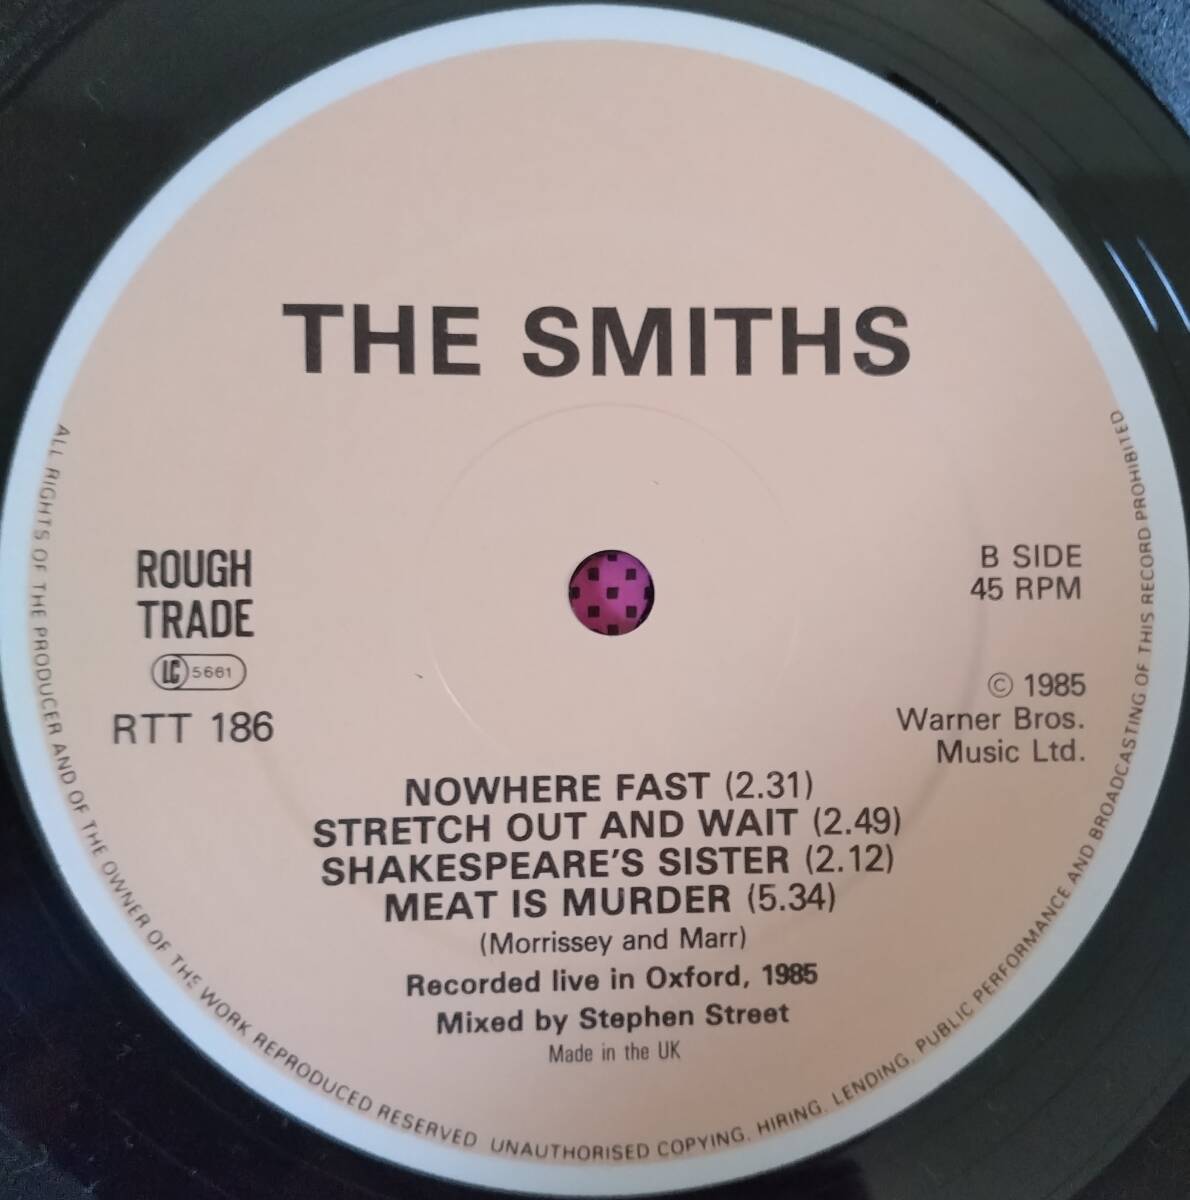 THE SMITHS
ROUGH
TRADE
LC 5661
RTT 186
B SIDE
45 RPM
© 1985
Warner Bros.
Music Ltd.
NOWHERE FAST (2.31)
STRETCH OUT AND WAIT (2.49)
SHAKESPEARE'S SISTER (2.12)
MEAT IS MURDER (5.34)
(Morrissey and Marr)
Recorded live in Oxford, 1985
Mixed by Stephen Street
Made in the UK
ALL RIGHTS OF THE PRODUCER AND OF THE OWNER OF THE WORK REPRODUCED RESERVED UNAUTHORISED COPYING, HIRING, LENDING, PUBLIC PERFORMANCE AND BROADCASTING OF THIS RECORD PROHIBITED